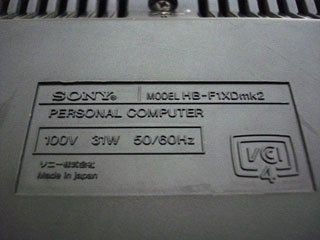 SONY® MODEL HB-F1XDmk2
PERSONAL COMPUTER
100V 31W 50/60Hz
ソニー株式会社
Made in Japan
VCCI
4